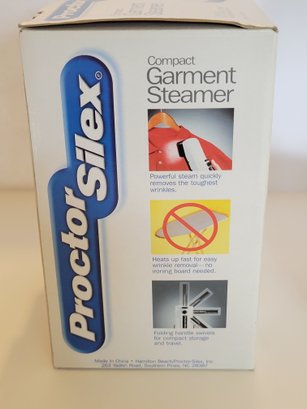 Proctor Silex®
Compact
Garment
Steamer
Powerful steam quickly
removes the toughest
wrinkles.
Heats up fast for easy
wrinkle removal—no
ironing board needed.
Folding handle swivels
for compact storage
and travel.
Made in China • Hamilton Beach/Proctor-Silex, Inc.
263 Yadkin Road, Southern Pines, NC 28387